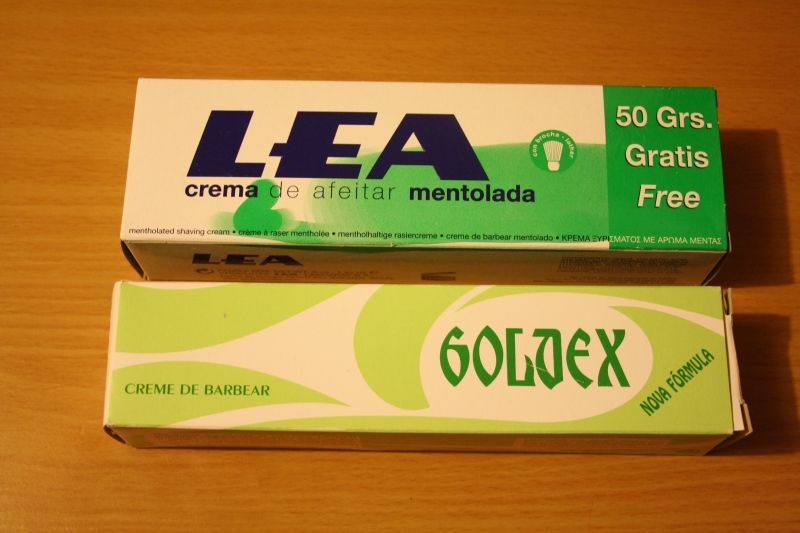 LEA
crema de afeitar mentolada
con brocha - lather
50 Grs.
Gratis
Free
mentholated shaving cream • crème à raser mentholée • mentholhaltige rasiercreme • creme de barbear mentolado • ΚΡΕΜΑ ΞΥΡΙΣΜΑΤΟΣ ΜΕ ΑΡΩΜΑ ΜΕΝΤΑΣ
LEA
GOLDEX
CREME DE BARBEAR
NOVA FÓRMULA